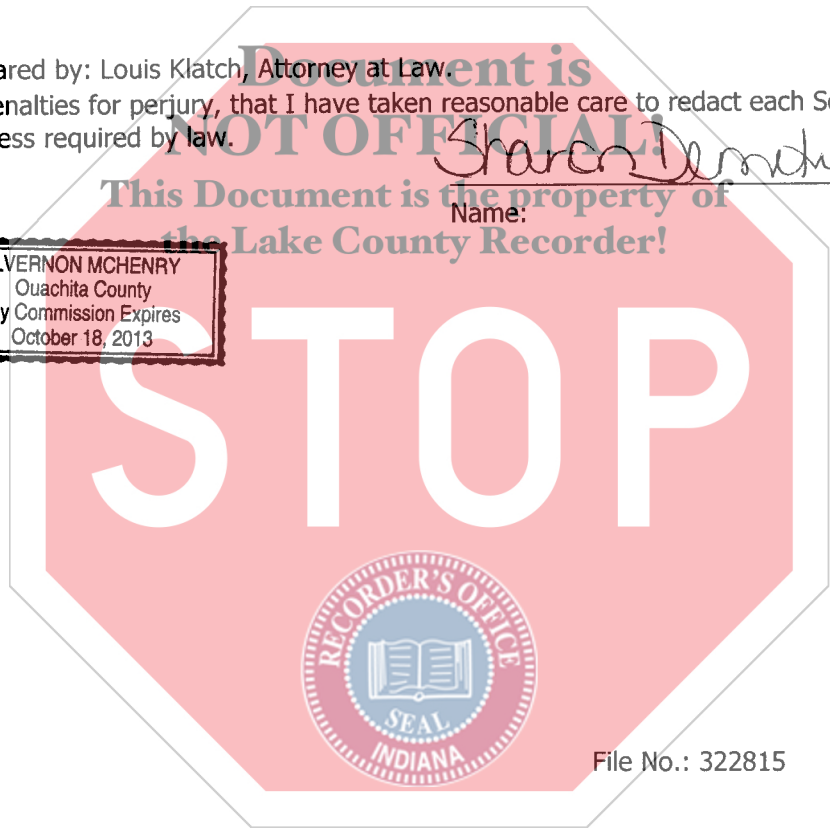 ared by: Louis Klatch, Attorney at Law.
enalties for perjury, that I have taken reasonable care to redact each S
ess required by law.
Document is
NOT OFFICIAL!
This Document is the property of
the Lake County Recorder!
Sharon
Name:
VERNON MCHENRY
Ouachita County
y Commission Expires
October 18, 2013
STOP
RECORDER'S OFFICE
SEAL
INDIANA
File No.: 322815